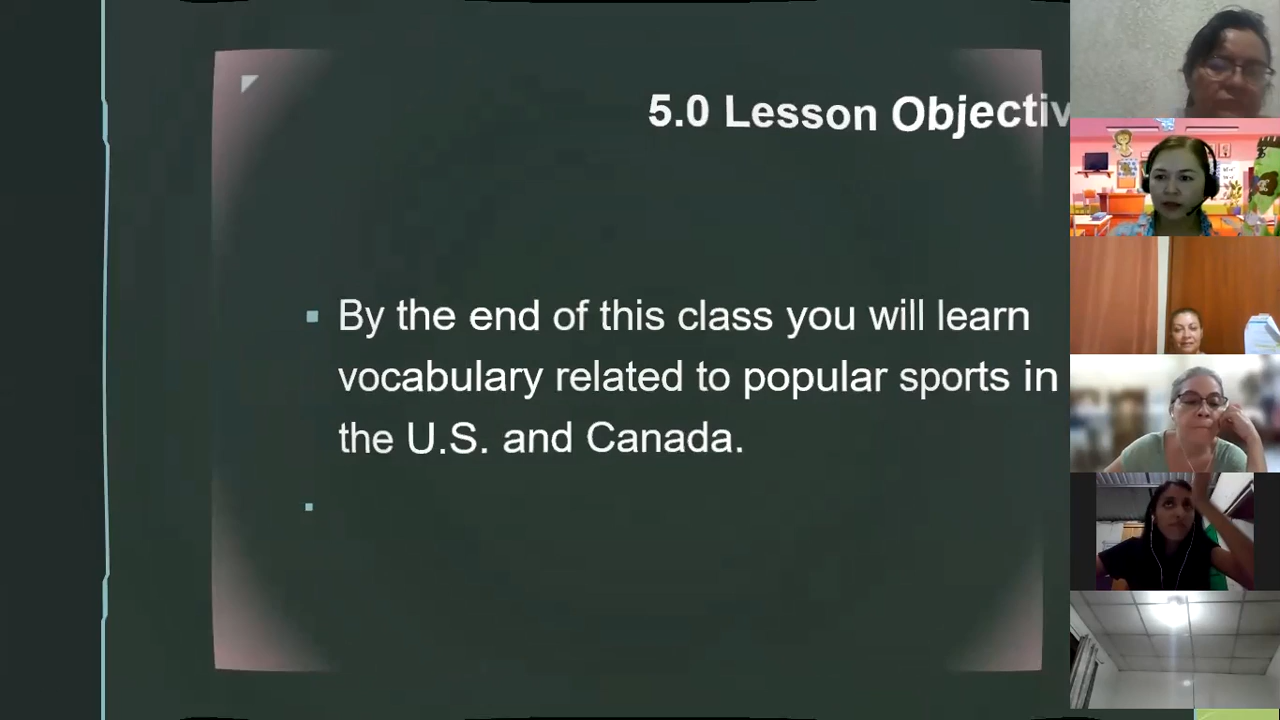 5.0 Lesson Objectiv
By the end of this class you will learn
vocabulary related to popular sports in
the U.S. and Canada.